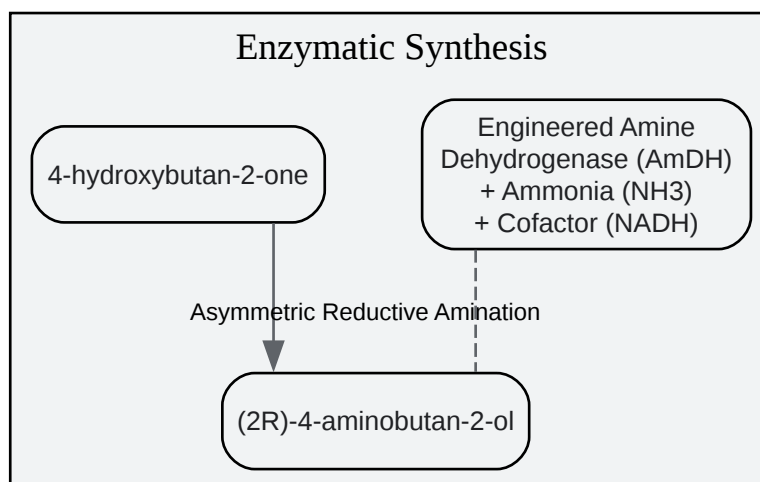 Enzymatic Synthesis
4-hydroxybutan-2-one
Engineered Amine
Dehydrogenase (AmDH)
+ Ammonia (NH3)
+ Cofactor (NADH)
Asymmetric Reductive Amination
(2R)-4-aminobutan-2-ol